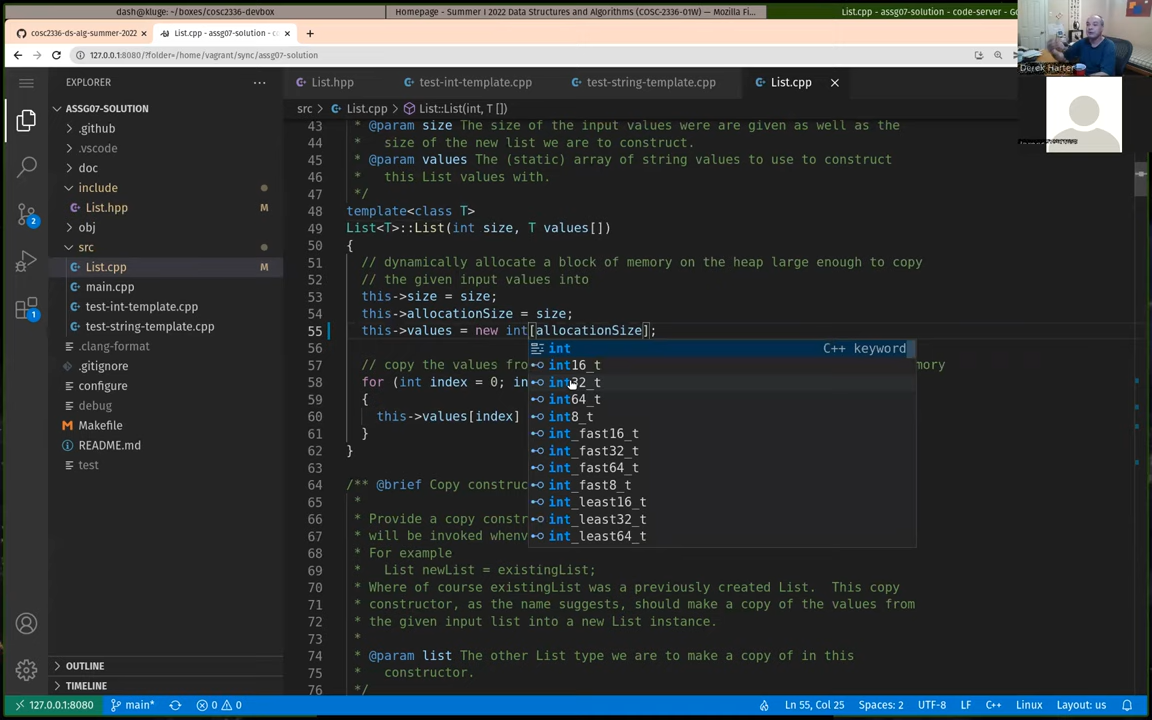 dash@kluge: ~/boxes/cosc2336-devbox
Homepage - Summer I 2022 Data Structures and Algorithms (COSC-2336-01W) — Mozilla Fi...
List.cpp - assg07-solution - code-server —
cosc2336-ds-alg-summer-2022
List.cpp - assg07-solution - co
127.0.0.1:8080/?folder=/home/vagrant/sync/assg07-solution
Derek Harter
EXPLORER
List.hpp
test-int-template.cpp
test-string-template.cpp
List.cpp
ASSG07-SOLUTION
src > List.cpp > List::List(int, T [])
.github
.vscode
doc
include
List.hpp M
obj
src
List.cpp M
main.cpp
test-int-template.cpp
test-string-template.cpp
.clang-format
.gitignore
configure
debug
Makefile
README.md
test
OUTLINE
TIMELINE
2
1
43 * @param size The size of the input values were are given as well as the
44 * size of the new list we are to construct.
45 * @param values The (static) array of string values to use to construct
46 * this List values with.
47 */
48 template<class T>
49 List<T>::List(int size, T values[])
50 {
51 // dynamically allocate a block of memory on the heap large enough to copy
52 // the given input values into
53 this->size = size;
54 this->allocationSize = size;
55 this->values = new int[allocationSize];
56
57 // copy the values fro
58 for (int index = 0; in
59 {
60 this->values[index]
61 }
62 }
63
64 /** @brief Copy construc
65 *
66 * Provide a copy constr
67 * will be invoked whenv
68 * For example
69 * List newList = existingList;
70 * Where of course existingList was a previously created List. This copy
71 * constructor, as the name suggests, should make a copy of the values from
72 * the given input list into a new List instance.
73 *
74 * @param list The other List type we are to make a copy of in this
75 * constructor.
76 */
int C++ keyword
int16_t
int32_t
int64_t
int8_t
int_fast16_t
int_fast32_t
int_fast64_t
int_fast8_t
int_least16_t
int_least32_t
int_least64_t
mory
127.0.0.1:8080 main* 0 0 Ln 55, Col 25 Spaces: 2 UTF-8 LF C++ Linux Layout: us